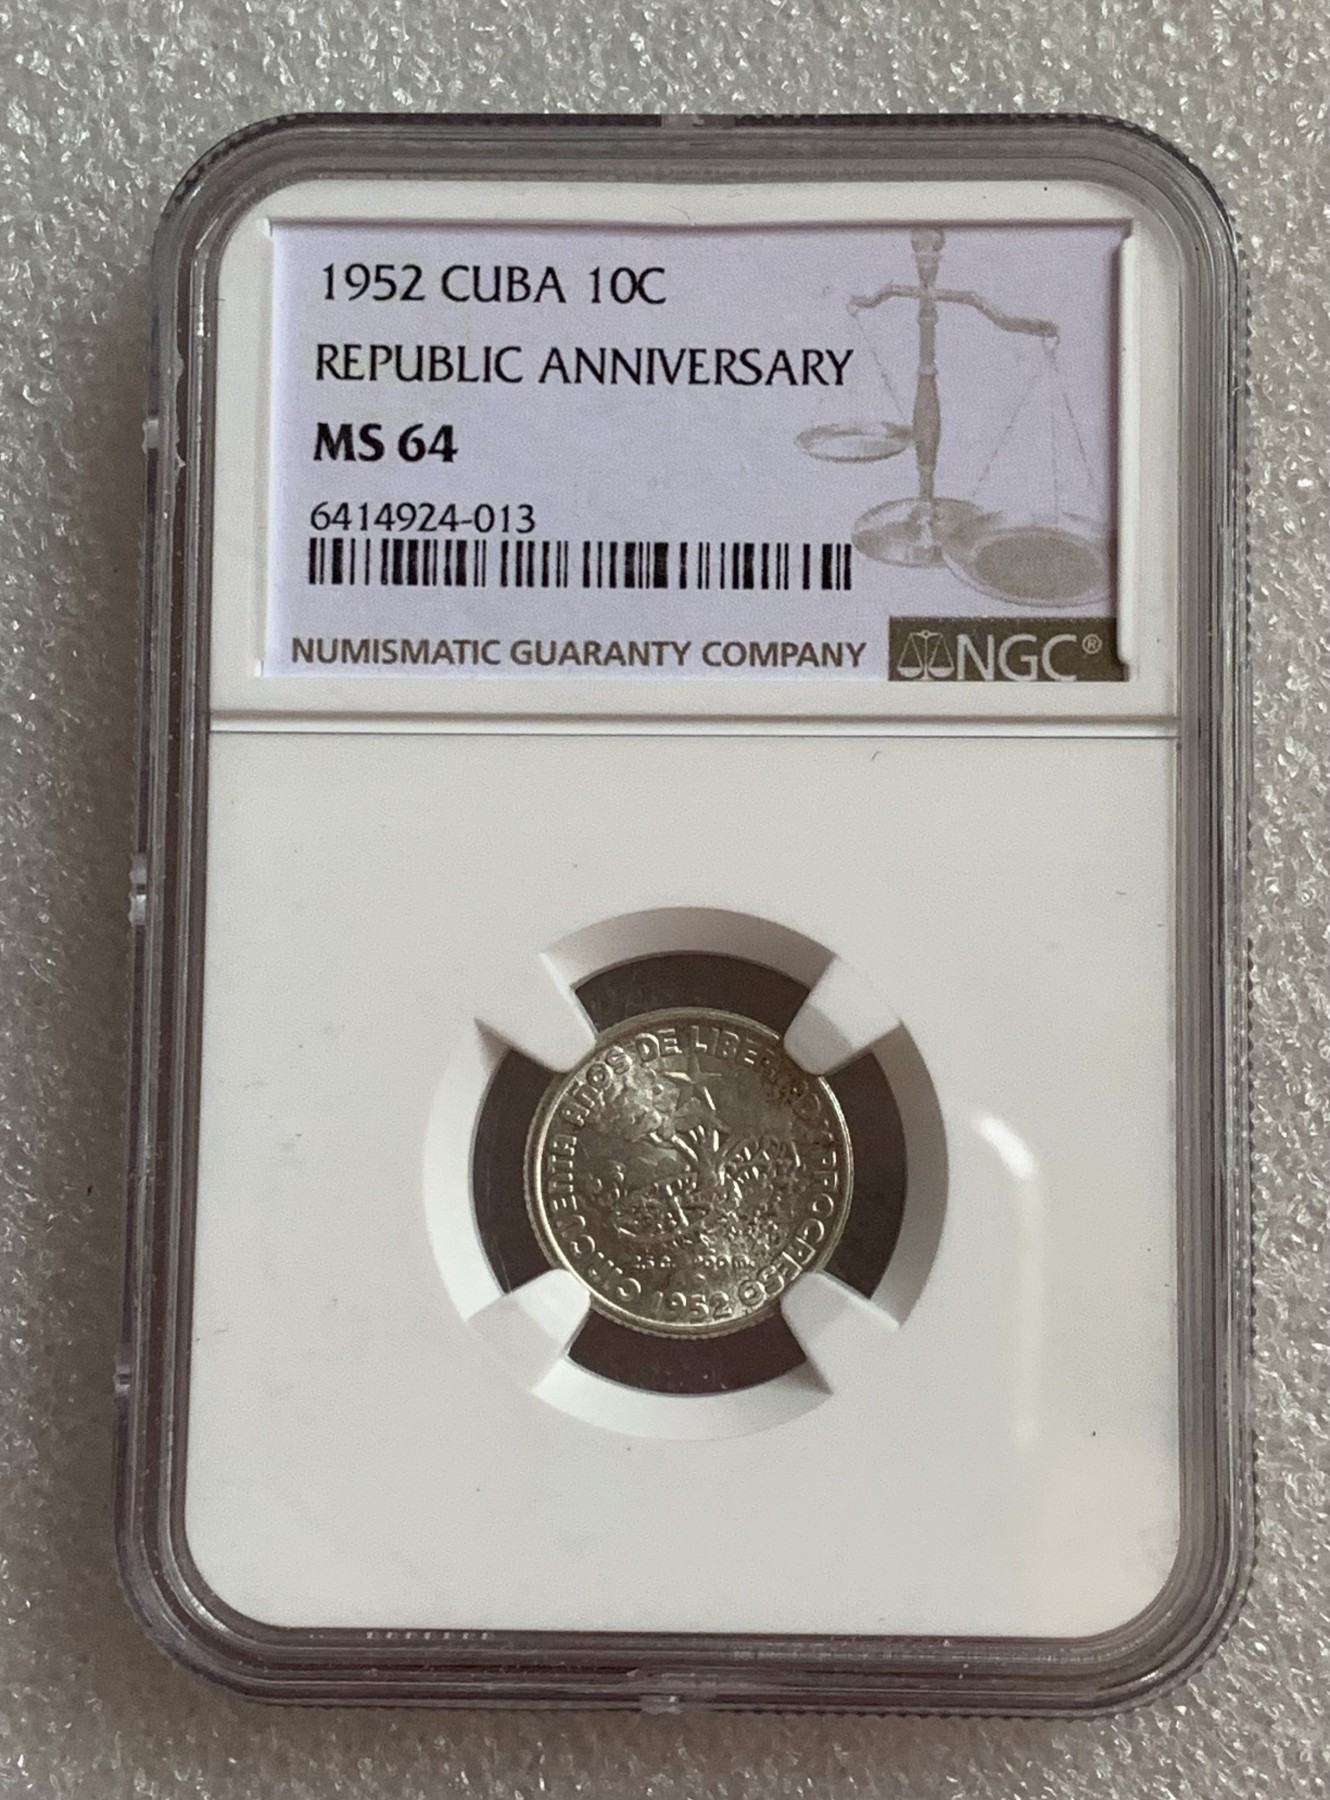 1952 CUBA 10C
REPUBLIC ANNIVERSARY
MS 64
6414924-013
NUMISMATIC GUARANTY COMPANY
NGC®
CINCUENTA AÑOS DE LIBERTAD Y PROGRESO
1952